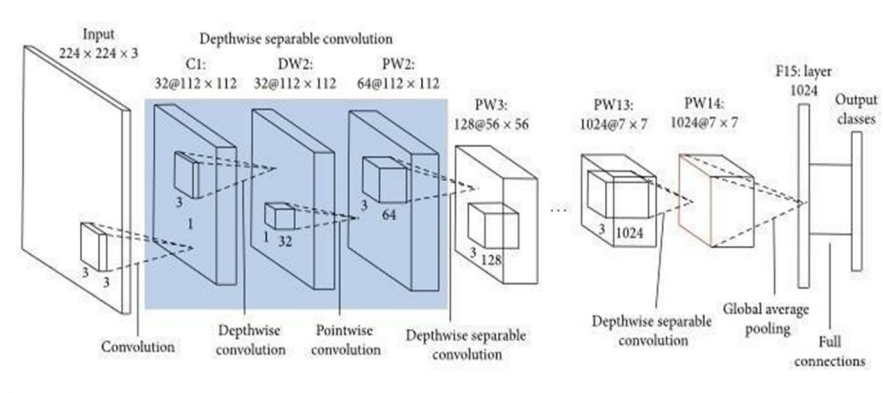 Input
224 × 224 × 3
Depthwise separable convolution
C1:
32@112 × 112
DW2:
32@112 × 112
PW2:
64@112 × 112
PW3:
128@56 × 56
PW13:
1024@7 × 7
PW14:
1024@7 × 7
F15: layer
1024
Output
classes
3
3
3
1
1
32
3
64
3
128
...
3
1024
Convolution
Depthwise
convolution
Pointwise
convolution
Depthwise separable
convolution
Depthwise separable
convolution
Global average
pooling
Full
connections